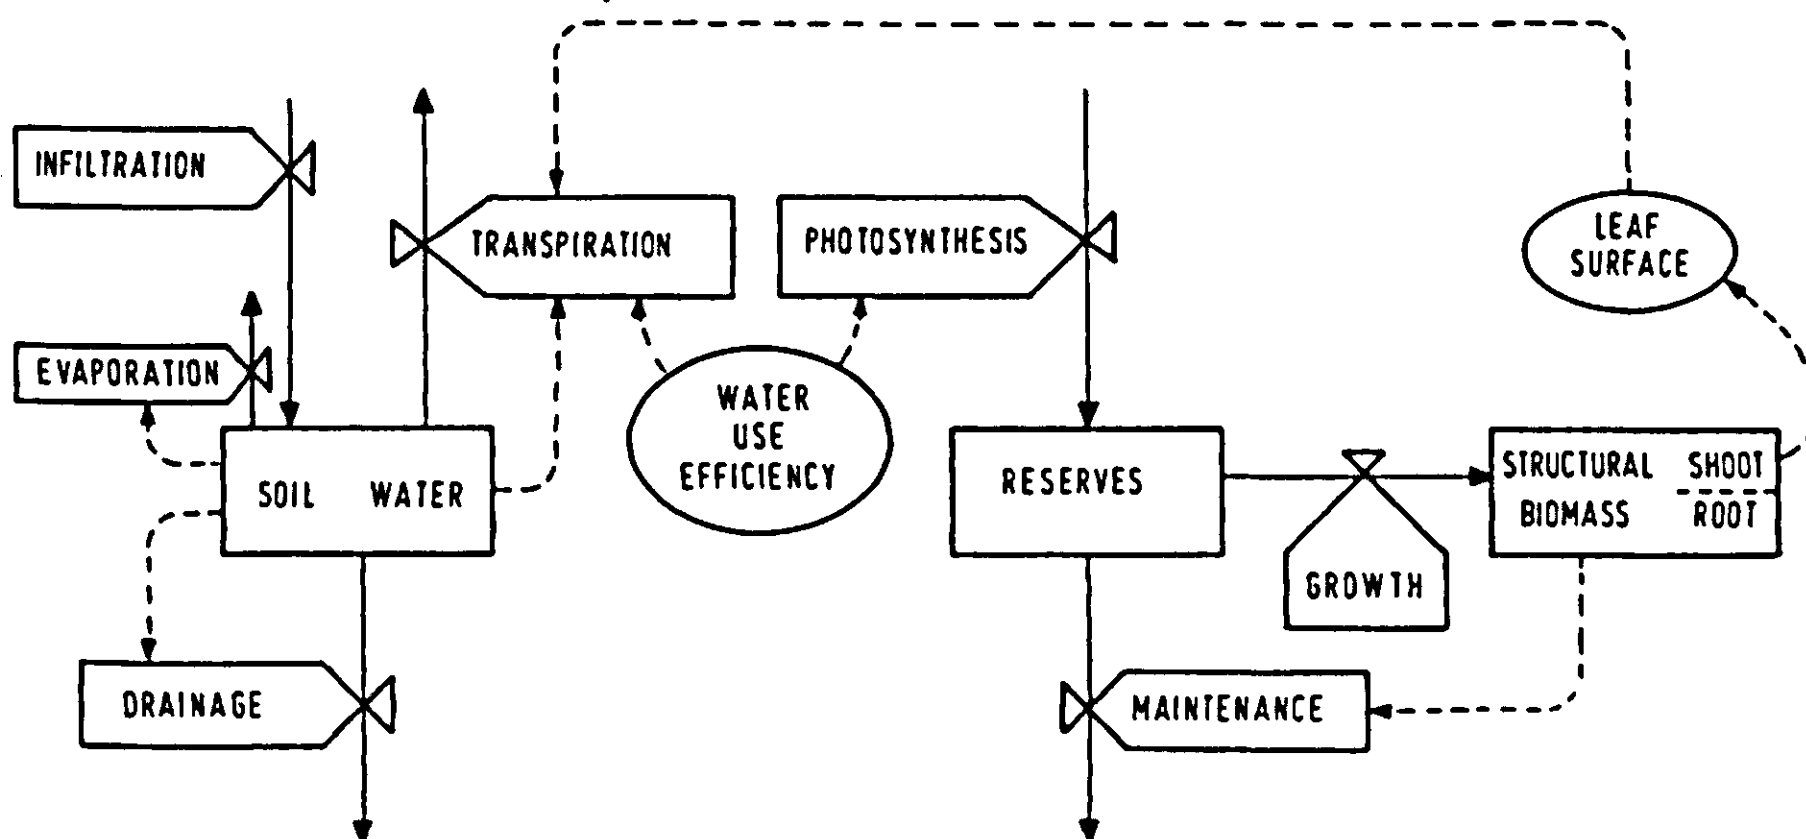 INFILTRATION
TRANSPIRATION
PHOTOSYNTHESIS
LEAF
SURFACE
EVAPORATION
WATER
USE
EFFICIENCY
SOIL WATER
RESERVES
STRUCTURAL SHOOT
BIOMASS ROOT
GROWTH
DRAINAGE
MAINTENANCE